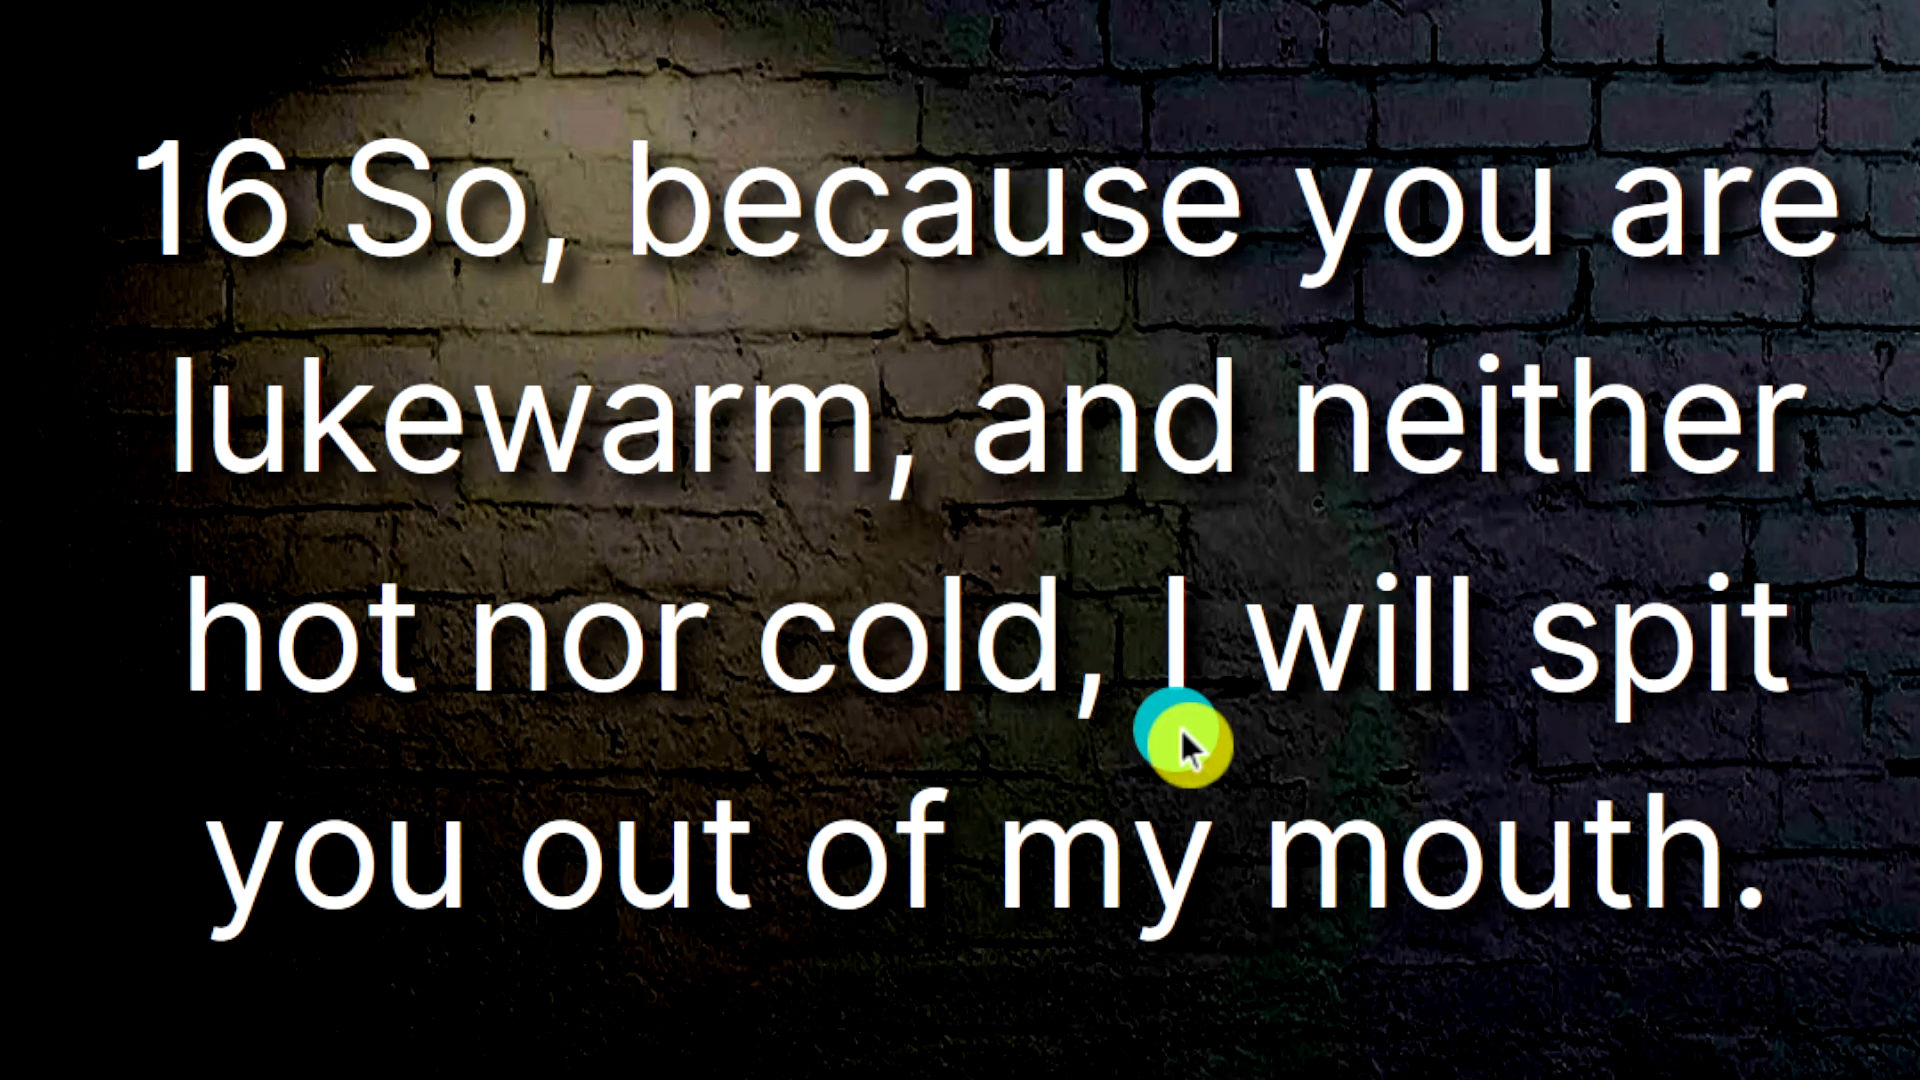 16 So, because you are
lukewarm, and neither
hot nor cold, I will spit
you out of my mouth.